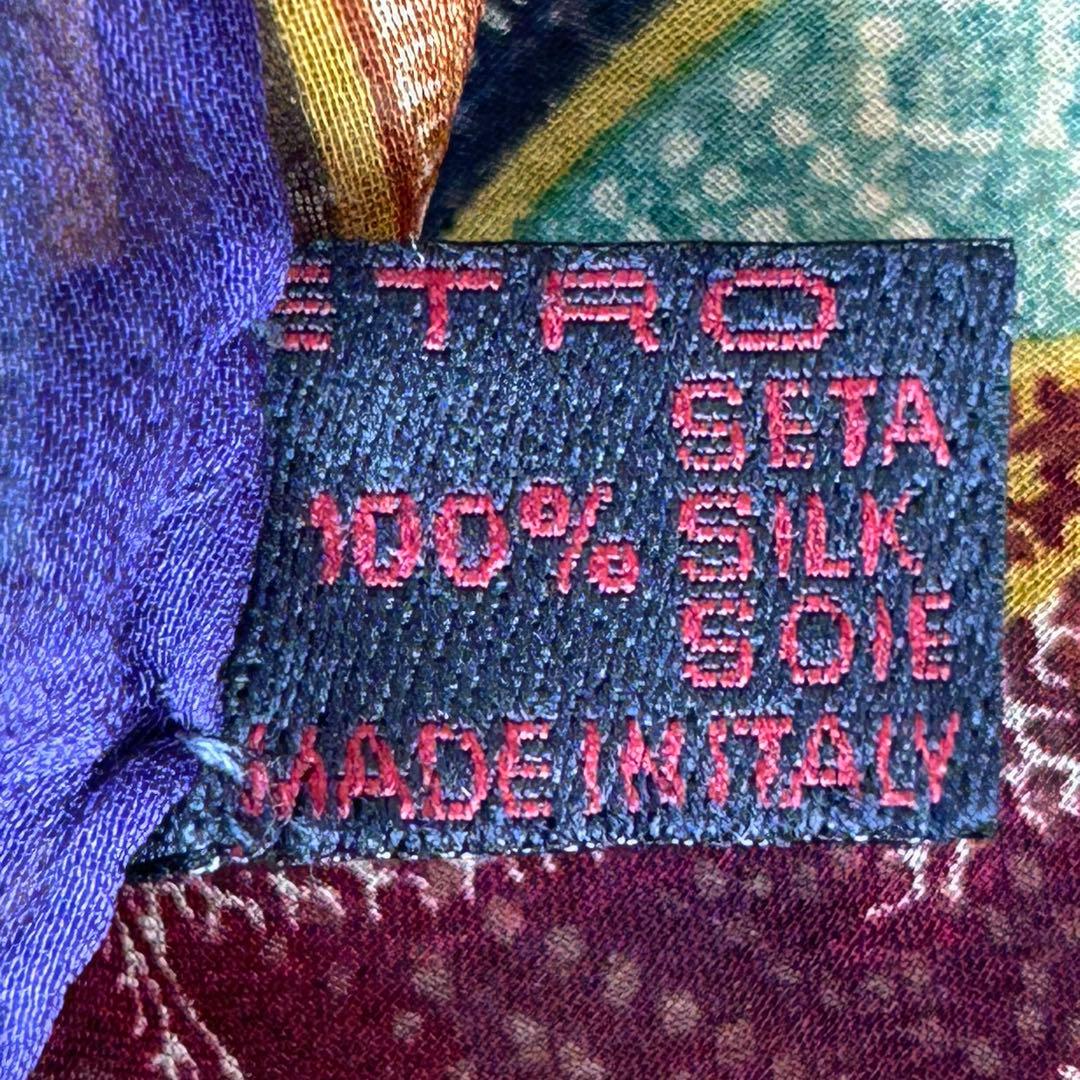 ETRO
SETA
100% SILK
SOIE
MADE IN ITALY